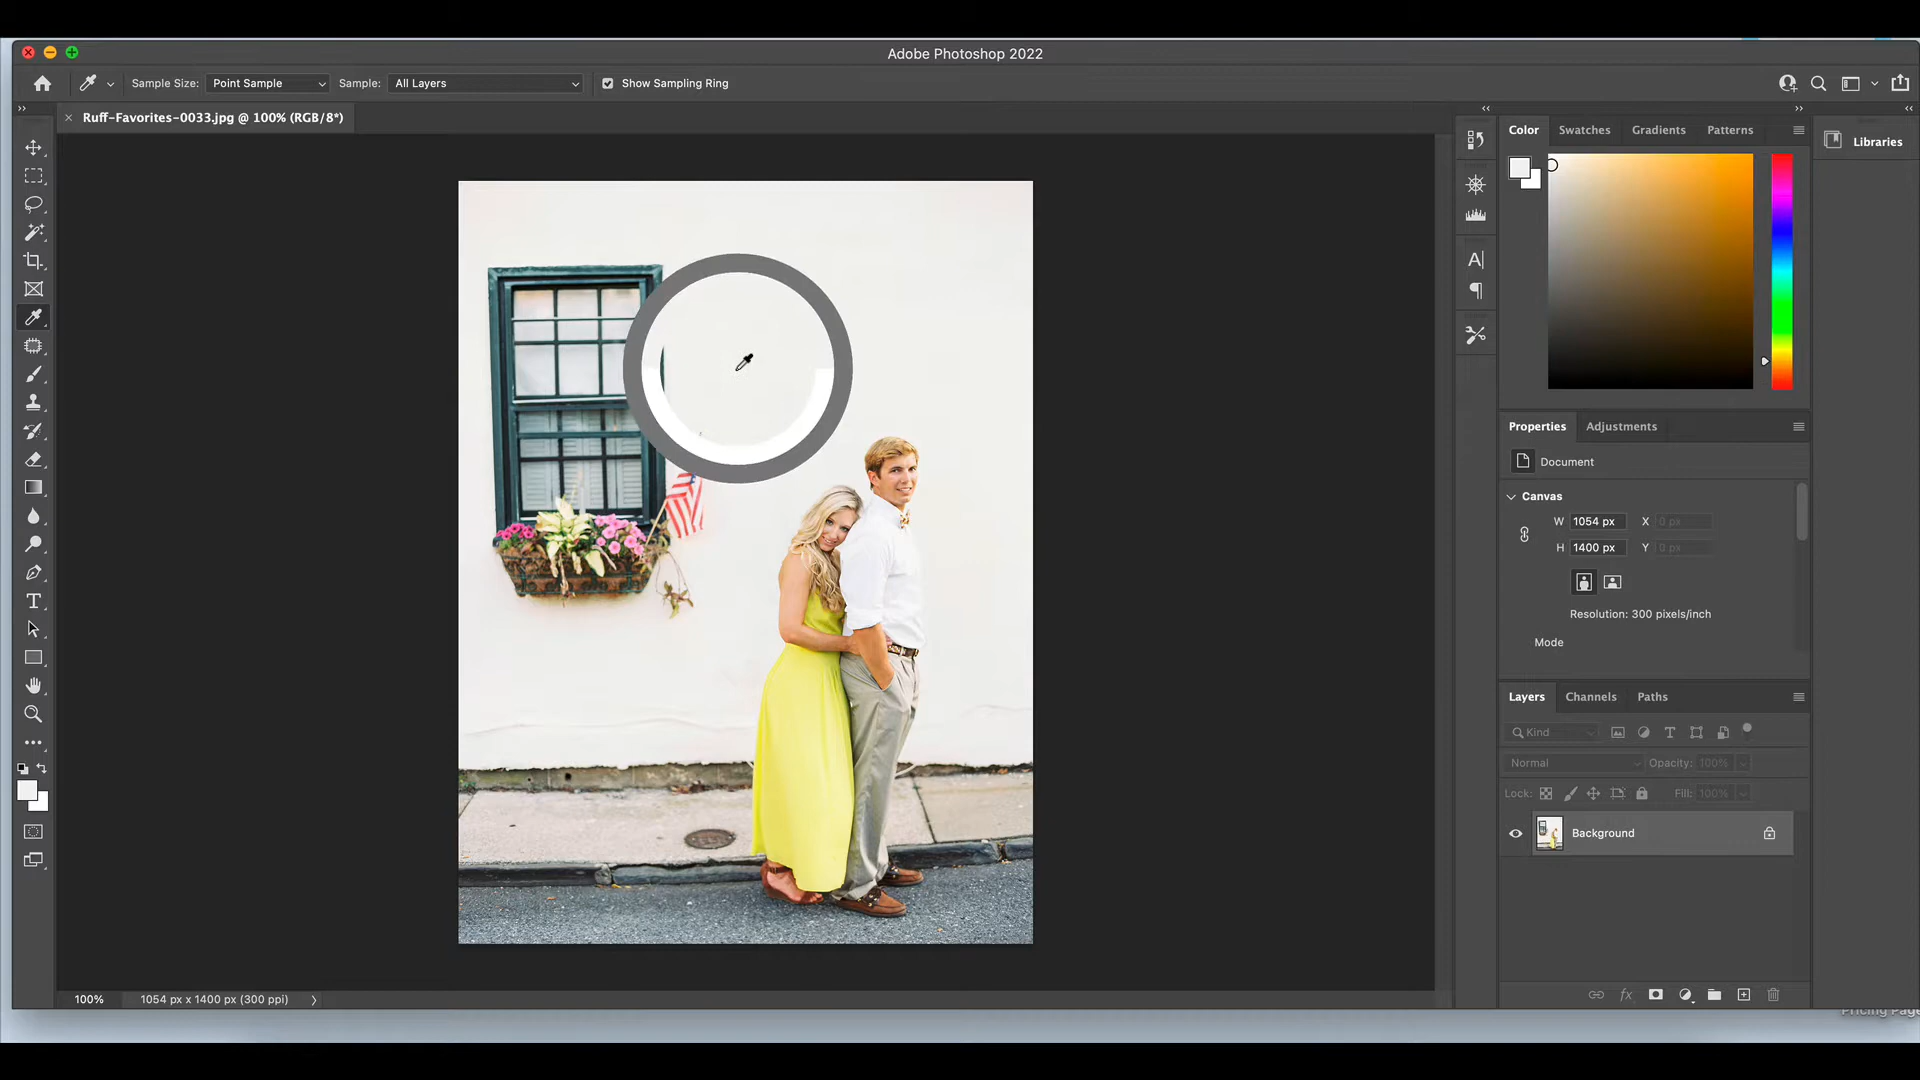 Adobe Photoshop 2022
Sample Size: Point Sample Sample: All Layers Show Sampling Ring
Ruff-Favorites-0033.jpg @ 100% (RGB/8*)
Color Swatches Gradients Patterns
Libraries
Properties Adjustments
Document
Canvas
W 1054 px X 0 px
H 1400 px Y 0 px
Resolution: 300 pixels/inch
Mode
Layers Channels Paths
Kind
Normal Opacity: 100%
Lock: Fill: 100%
Background
100% 1054 px x 1400 px (300 ppi)
Pricing Page